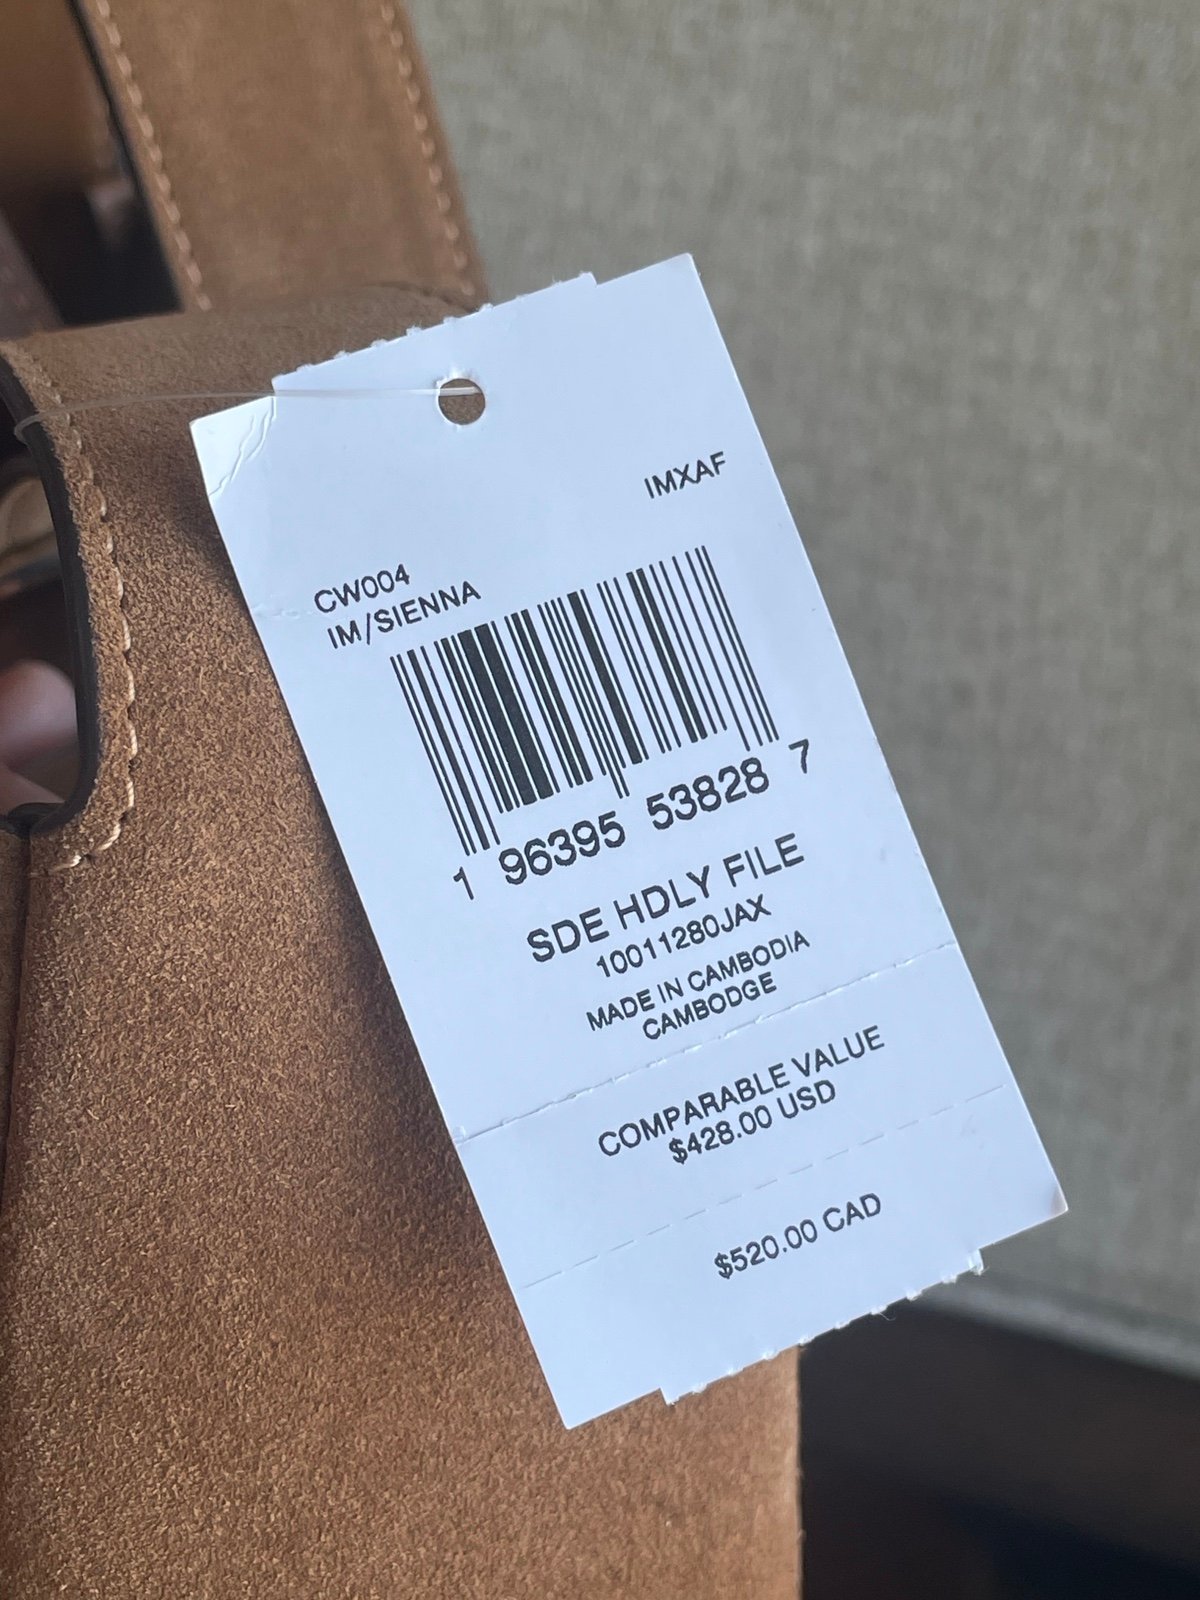 IMXAF
CW004
IM/SIENNA
1 96395 53828 7
SDE HDLY FILE
10011280JAX
MADE IN CAMBODIA
CAMBODGE
COMPARABLE VALUE
$428.00 USD
$520.00 CAD